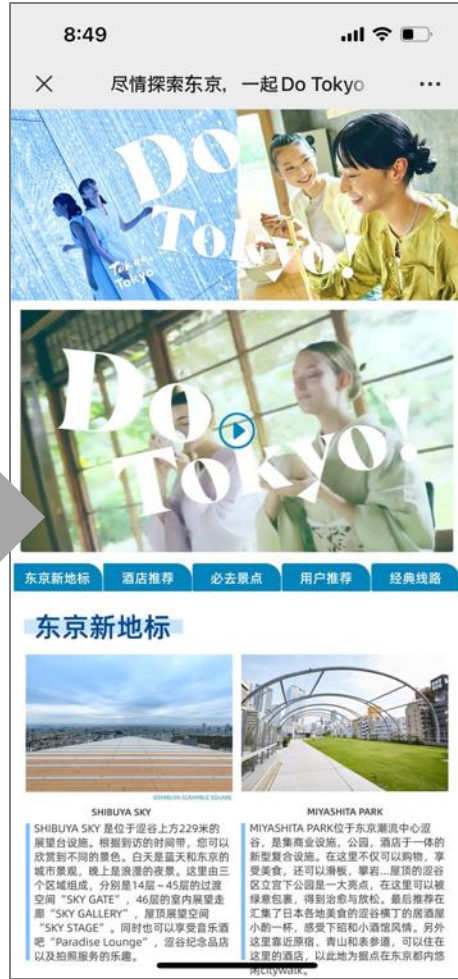 8:49
尽情探索东京，一起Do Tokyo
Do
Tokyo!
Tokyo
Tokyo
Do
Tokyo!
东京新地标
酒店推荐
必去景点
用户推荐
经典线路
东京新地标
©SHIBUYA SCRAMBLE SQUARE
SHIBUYA SKY
SHIBUYA SKY 是位于涩谷上方229米的
展望台设施。根据到访的时间带，您可以
欣赏到不同的景色。白天是蓝天和东京的
城市景观，晚上是浪漫的夜景。这里由三
个区域组成，分别是14层～45层的过渡
空间“SKY GATE”，46层的室内展望走
廊“SKY GALLERY”，屋顶展望空间
“SKY STAGE”。同时也可以享受音乐酒
吧“Paradise Lounge”，涩谷纪念品店
以及拍照服务的乐趣。
MIYASHITA PARK
MIYASHITA PARK位于东京潮流中心涩
谷，是集商业设施，公园，酒店于一体的
新型复合设施。在这里不仅可以购物，享
受美食，还可以滑板，攀岩...屋顶的涩谷
区立宫下公园是一大亮点，在这里可以被
绿意包裹，得到治愈与放松。最后推荐在
汇集了日本各地美食的涩谷横丁的居酒屋
小酌一杯，感受下昭和小酒馆风情。另外
这里靠近原宿、青山和表参道，可以住在
这里的酒店，以此地为据点在东京都内悠
闲citywalk。